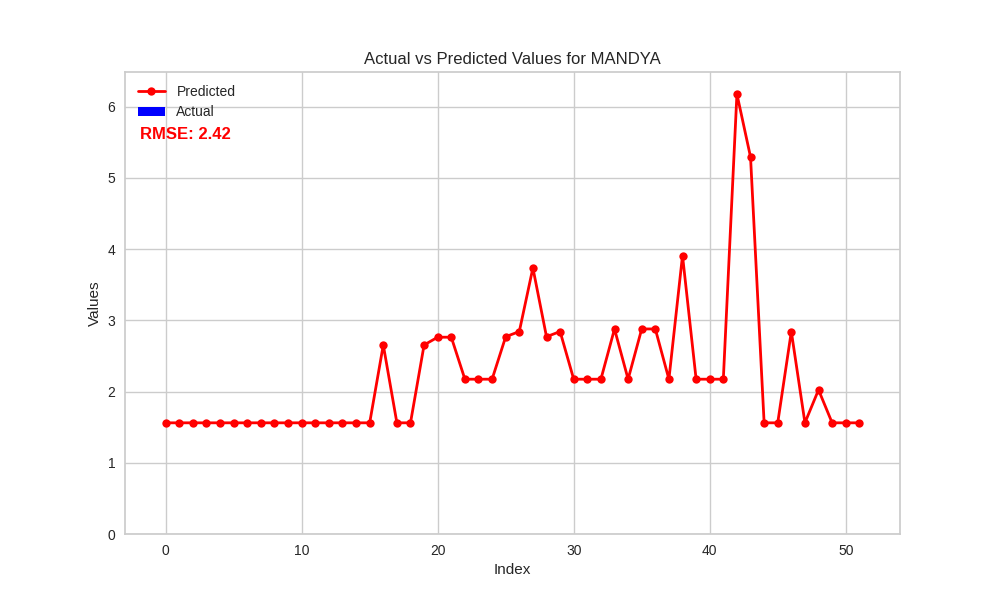 Actual vs Predicted Values for MANDYA
Predicted
Actual
RMSE: 2.42
6
5
4
3
2
1
0
Values
0 10 20 30 40 50
Index